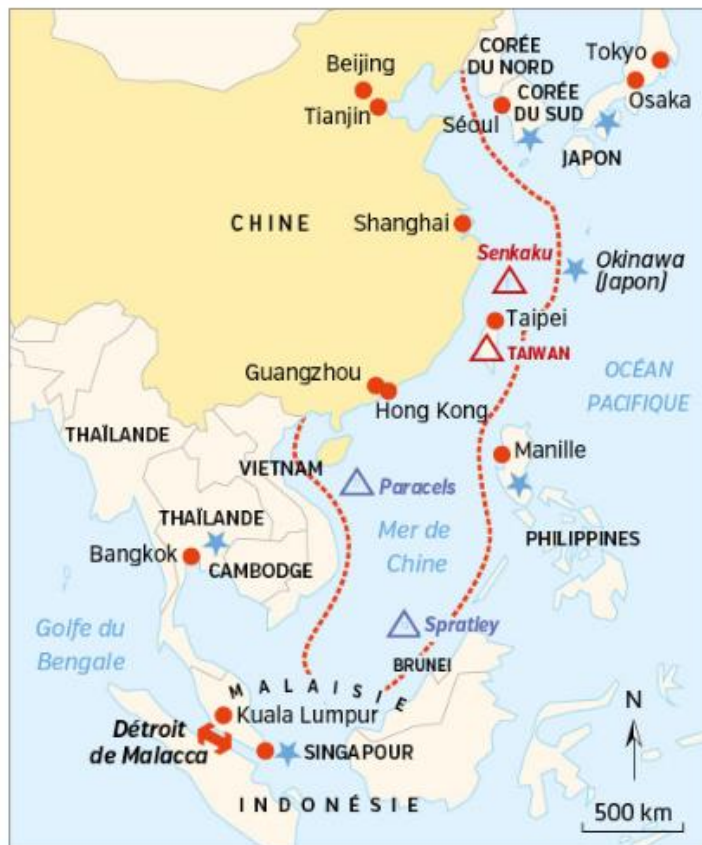 CORÉE
DU NORD
Tokyo
Beijing
CORÉE
DU SUD
Osaka
Tianjin
Séoul
JAPON
CHINE
Shanghai
Senkaku
Okinawa
(Japon)
Taipei
TAIWAN
Guangzhou
OCÉAN
PACIFIQUE
Hong Kong
THAÏLANDE
Manille
VIETNAM
Paracels
THAÏLANDE
Mer de
Chine
PHILIPPINES
Bangkok
CAMBODGE
Golfe du
Bengale
Spratley
BRUNEI
MALAISIE
Kuala Lumpur
N
Détroit
de Malacca
SINGAPOUR
INDONÉSIE
500 km